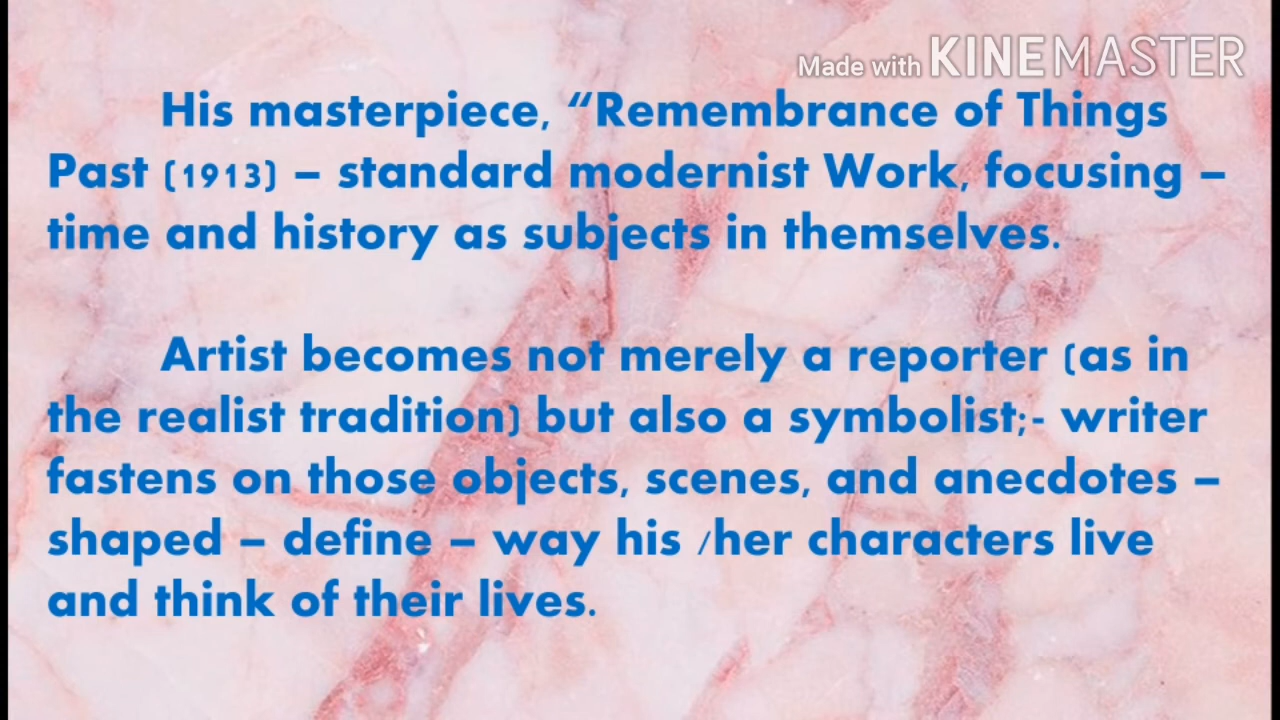 Made with KINEMASTER
His masterpiece, “Remembrance of Things
Past (1913) – standard modernist Work, focusing –
time and history as subjects in themselves.
Artist becomes not merely a reporter (as in
the realist tradition) but also a symbolist;- writer
fastens on those objects, scenes, and anecdotes –
shaped – define – way his /her characters live
and think of their lives.